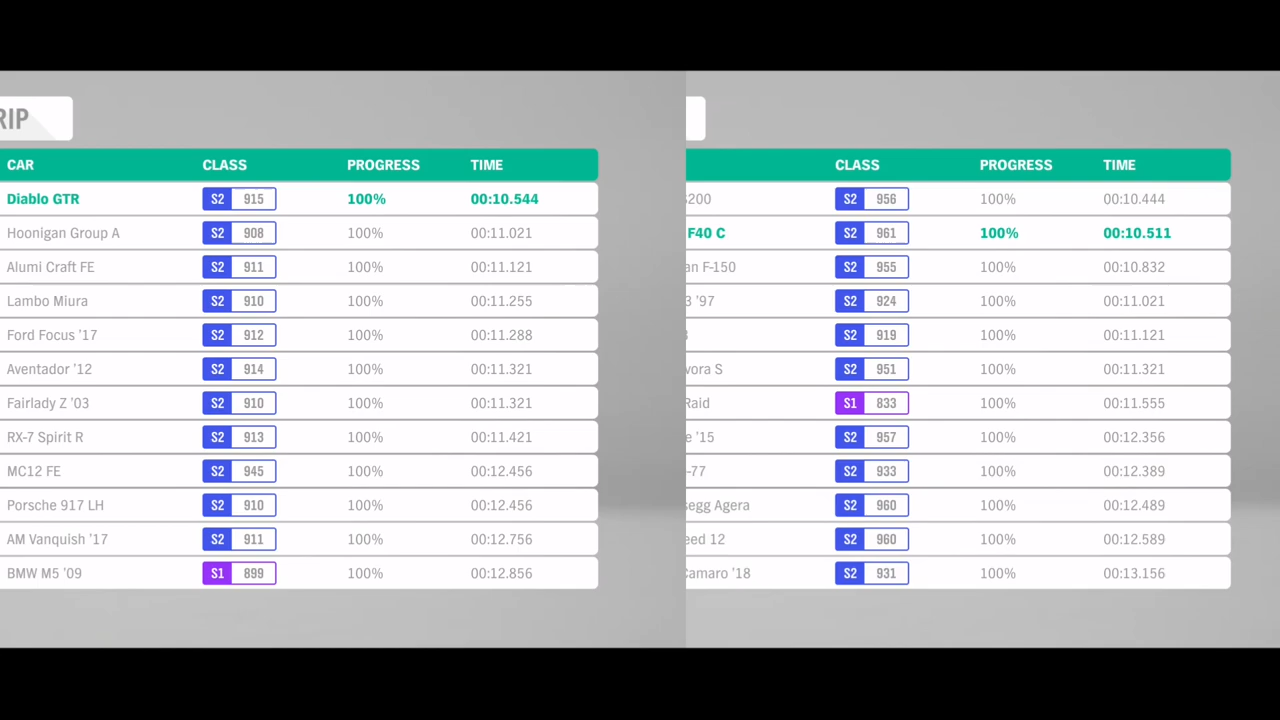 RIP
CAR CLASS PROGRESS TIME
Diablo GTR S2 915 100% 00:10.544
Hoonigan Group A S2 908 100% 00:11.021
Alumi Craft FE S2 911 100% 00:11.121
Lambo Miura S2 910 100% 00:11.255
Ford Focus '17 S2 912 100% 00:11.288
Aventador '12 S2 914 100% 00:11.321
Fairlady Z '03 S2 910 100% 00:11.321
RX-7 Spirit R S2 913 100% 00:11.421
MC12 FE S2 945 100% 00:12.456
Porsche 917 LH S2 910 100% 00:12.456
AM Vanquish '17 S2 911 100% 00:12.756
BMW M5 '09 S1 899 100% 00:12.856
CLASS PROGRESS TIME
200 S2 956 100% 00:10.444
F40 C S2 961 100% 00:10.511
an F-150 S2 955 100% 00:10.832
'97 S2 924 100% 00:11.021
S2 919 100% 00:11.121
vora S S2 951 100% 00:11.321
Raid S1 833 100% 00:11.555
e '15 S2 957 100% 00:12.356
-77 S2 933 100% 00:12.389
segg Agera S2 960 100% 00:12.489
eed 12 S2 960 100% 00:12.589
Camaro '18 S2 931 100% 00:13.156